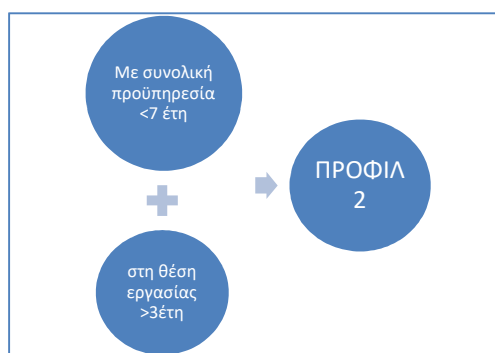 Με συνολική
προϋπηρεσία
<7 έτη
στη θέση
εργασίας
>3έτη
ΠΡΟΦΙΛ
2